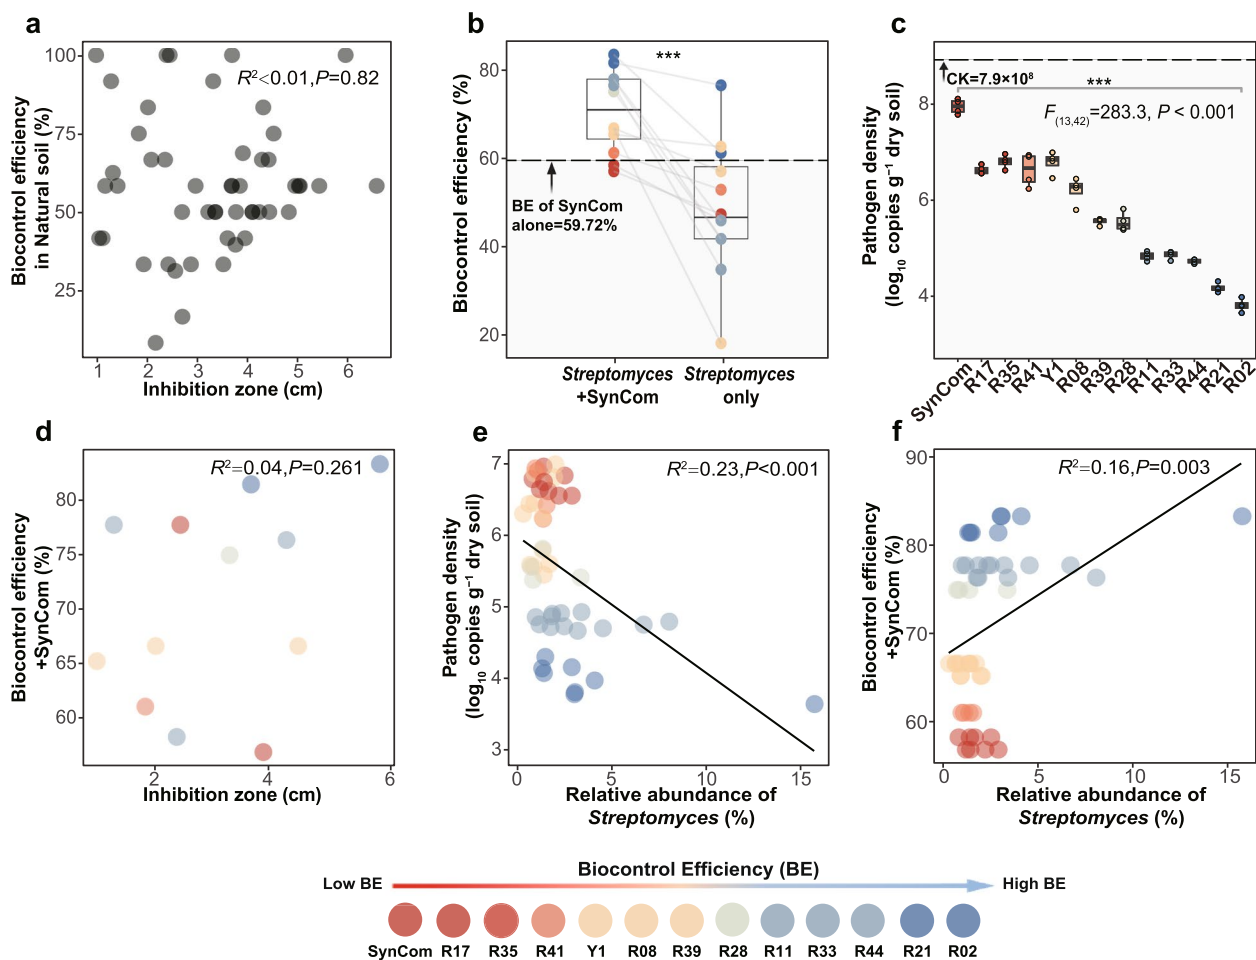 a
Biocontrol efficiency
in Natural soil (%)
100
75
50
25
R²<0.01,P=0.82
1 2 3 4 5 6
Inhibition zone (cm)
b
Biocontrol efficiency (%)
80
60
40
20
***
BE of SynCom
alone=59.72%
Streptomyces
+SynCom
Streptomyces
only
c
Pathogen density
(log₁₀ copies g⁻¹ dry soil)
8
6
4
CK=7.9×10⁸
***
F(13,42)=283.3, P < 0.001
SynCom R17 R35 R41 Y1 R08 R39 R28 R11 R33 R44 R21 R02
d
Biocontrol efficiency
+SynCom (%)
80
75
70
65
60
R²=0.04,P=0.261
2 4 6
Inhibition zone (cm)
e
Pathogen density
(log₁₀ copies g⁻¹ dry soil)
7
6
5
4
3
R²=0.23,P<0.001
0 5 10 15
Relative abundance of
Streptomyces (%)
f
Biocontrol efficiency
+SynCom (%)
90
80
70
60
R²=0.16,P=0.003
0 5 10 15
Relative abundance of
Streptomyces (%)
Biocontrol Efficiency (BE)
Low BE High BE
SynCom R17 R35 R41 Y1 R08 R39 R28 R11 R33 R44 R21 R02